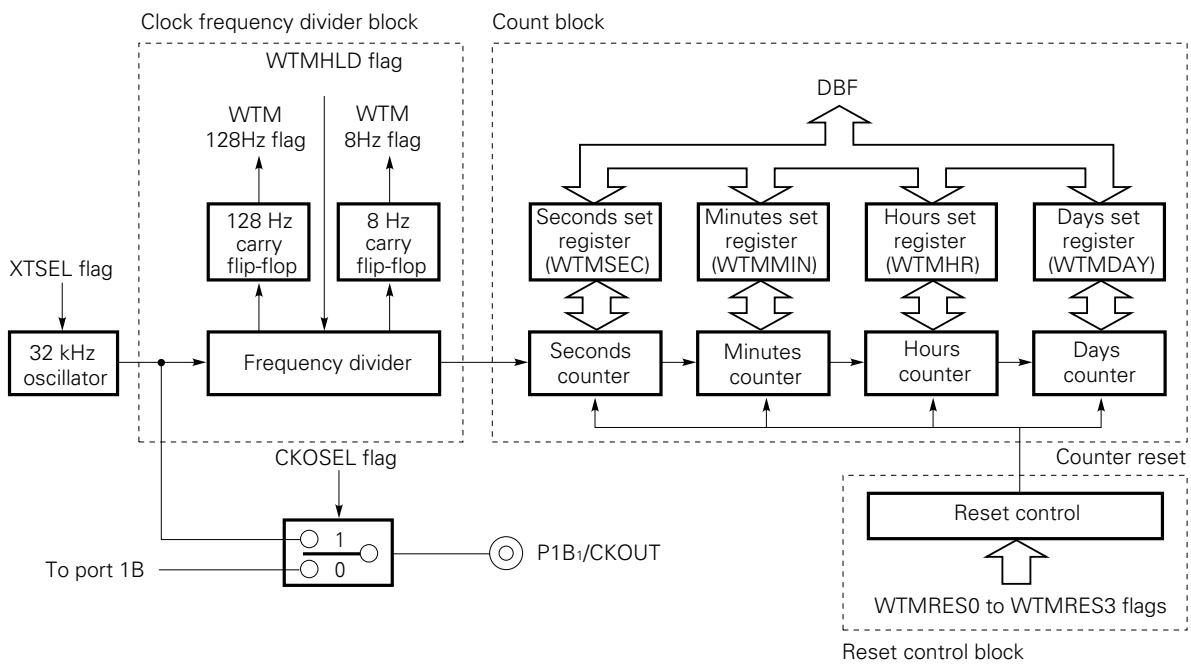 Clock frequency divider block
Count block
WTMHLD flag
DBF
WTM
128Hz flag
WTM
8Hz flag
128 Hz
carry
flip-flop
8 Hz
carry
flip-flop
Seconds set
register
(WTMSEC)
Minutes set
register
(WTMMIN)
Hours set
register
(WTMHR)
Days set
register
(WTMDAY)
XTSEL flag
32 kHz
oscillator
Frequency divider
Seconds
counter
Minutes
counter
Hours
counter
Days
counter
CKOSEL flag
Counter reset
1
0
To port 1B
P1B₁/CKOUT
Reset control
WTMRES0 to WTMRES3 flags
Reset control block